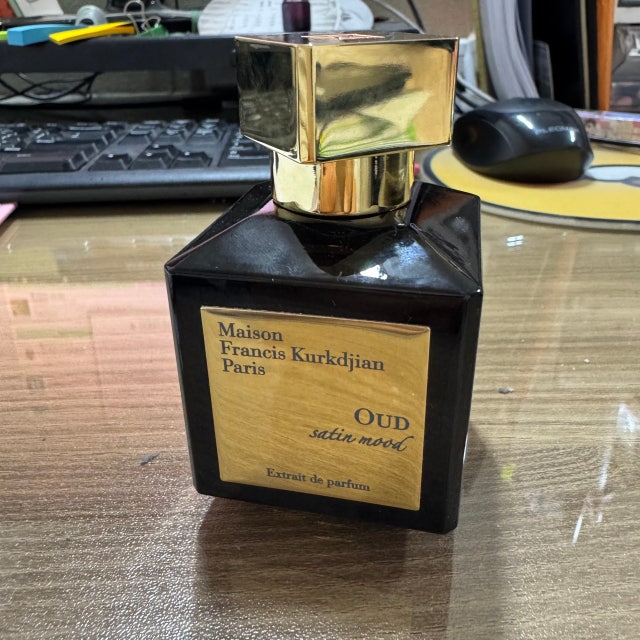 Maison
Francis Kurkdjian
Paris
OUD
satin mood
Extrait de parfum